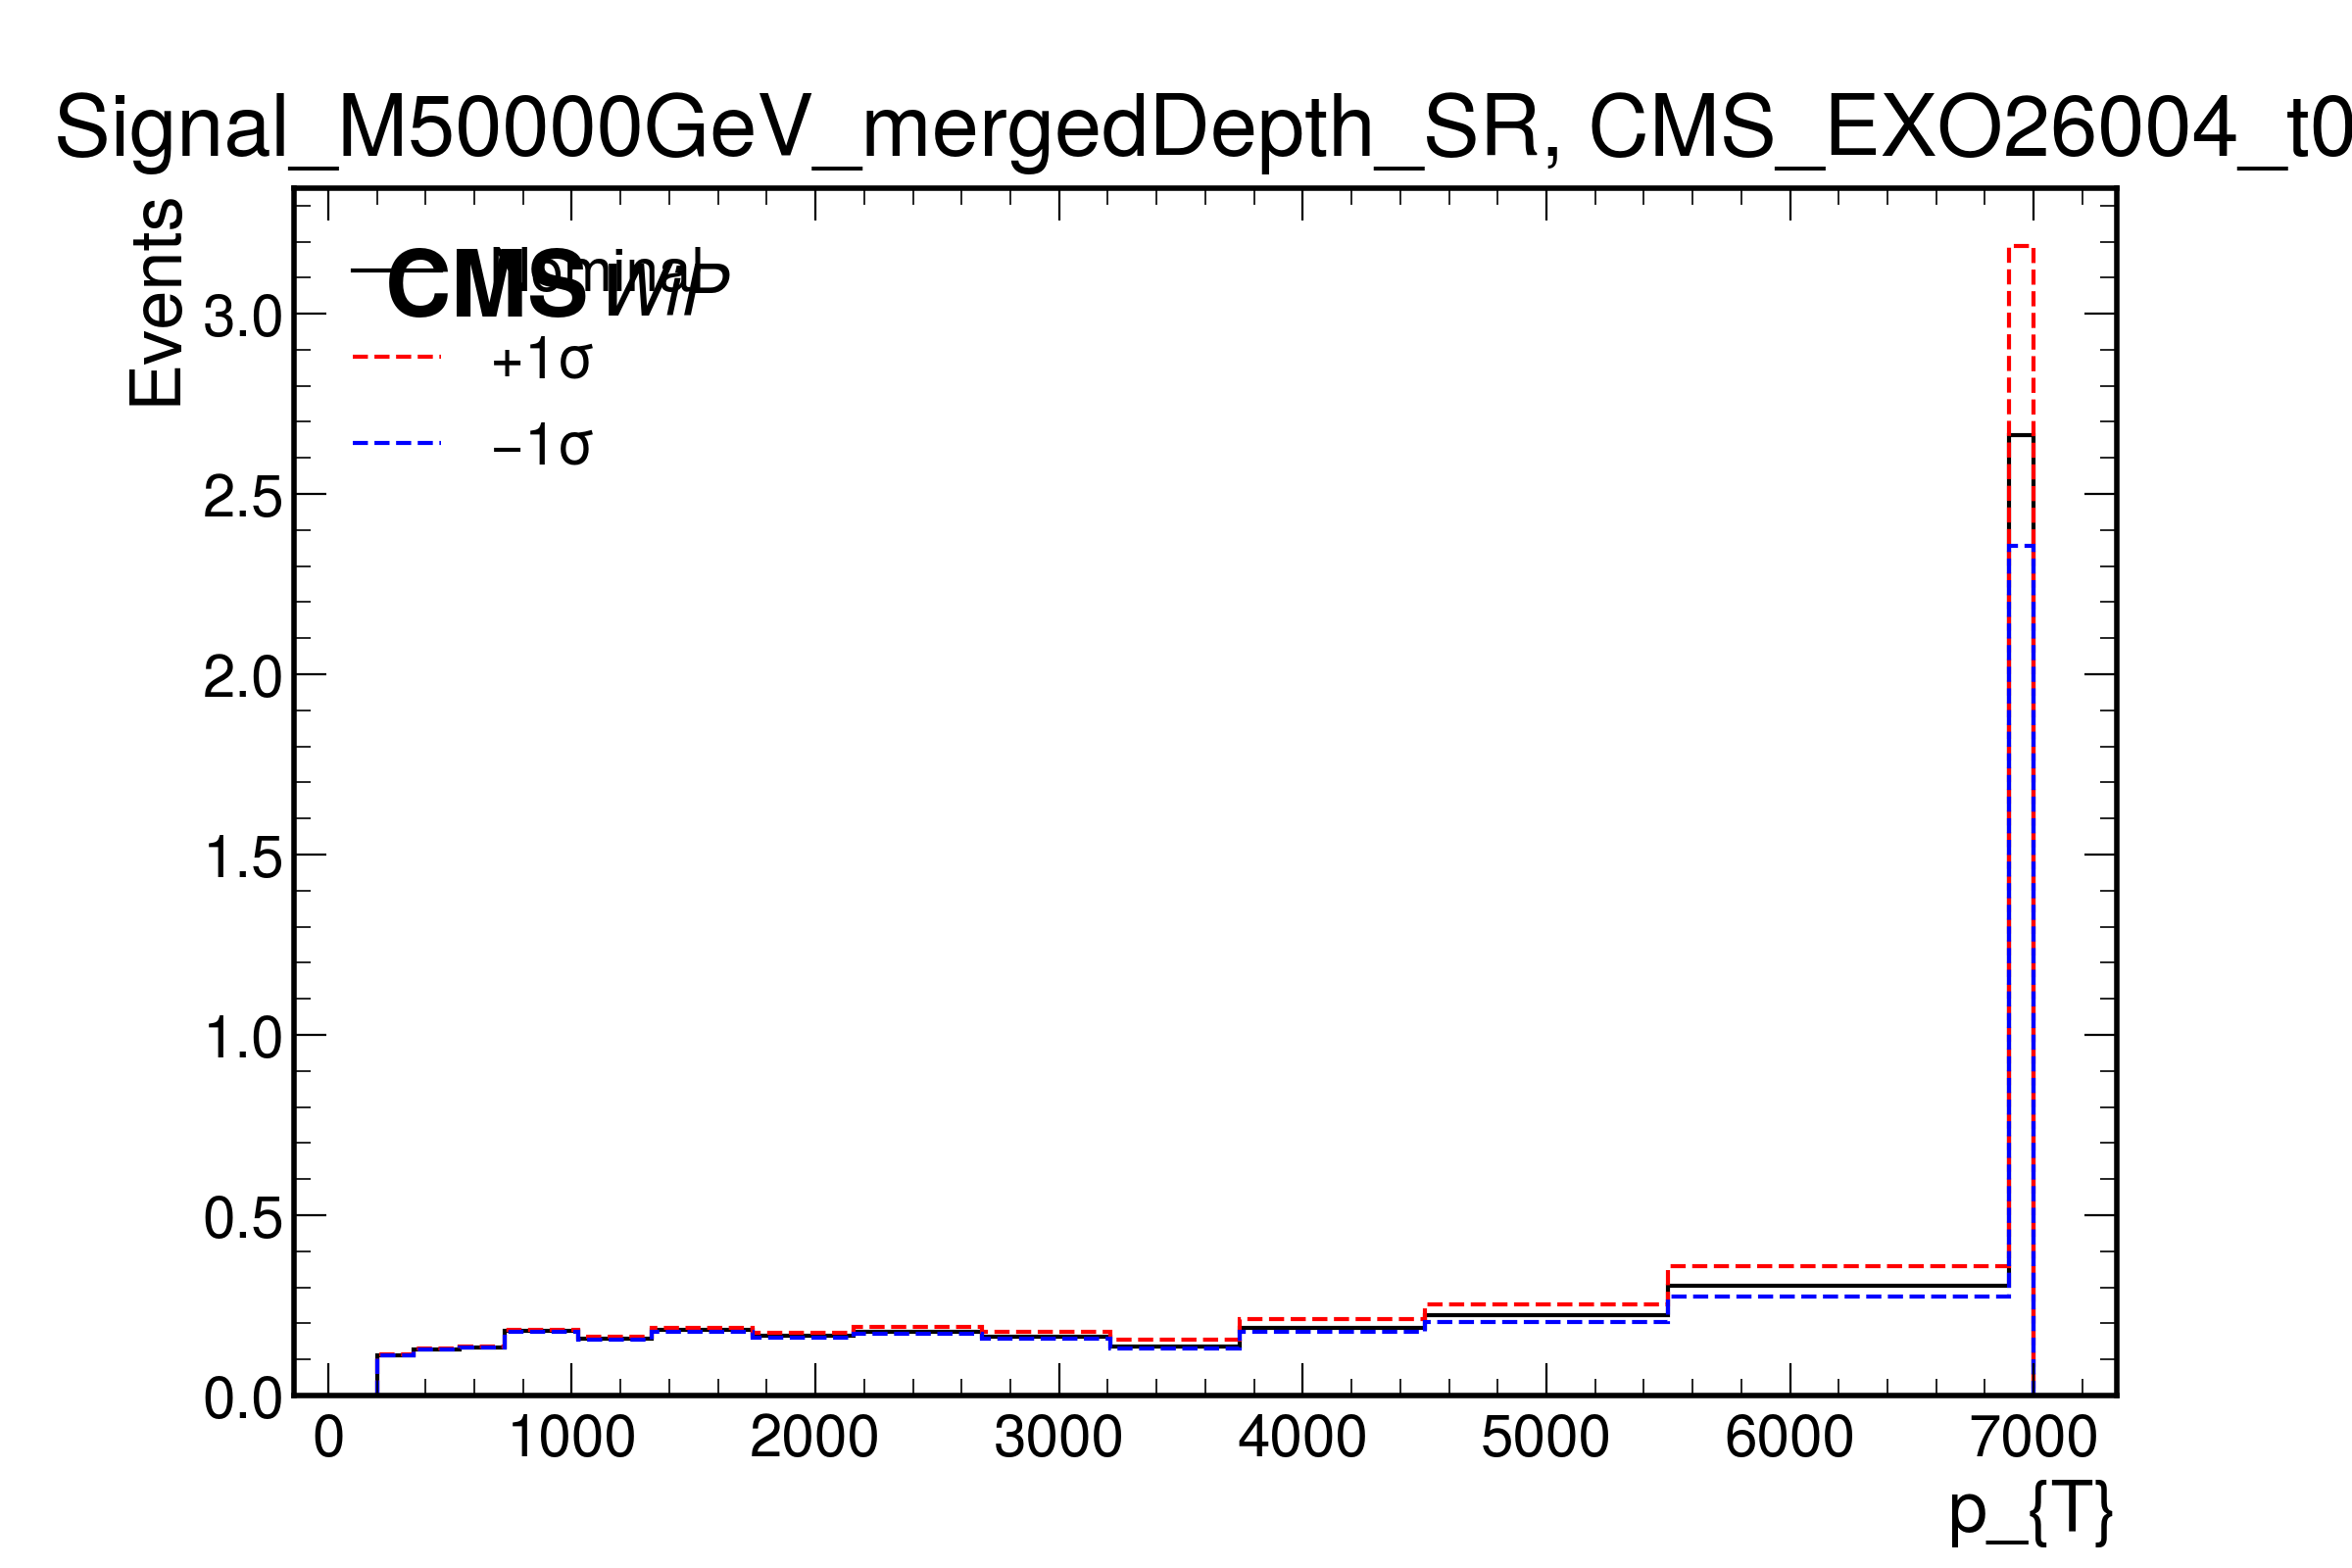 Signal_M50000GeV_mergedDepth_SR, CMS_EXO26004_t0
Events
CMS WiP
Nominal
+1σ
−1σ
3.0
2.5
2.0
1.5
1.0
0.5
0.0
0 1000 2000 3000 4000 5000 6000 7000
p_{T}